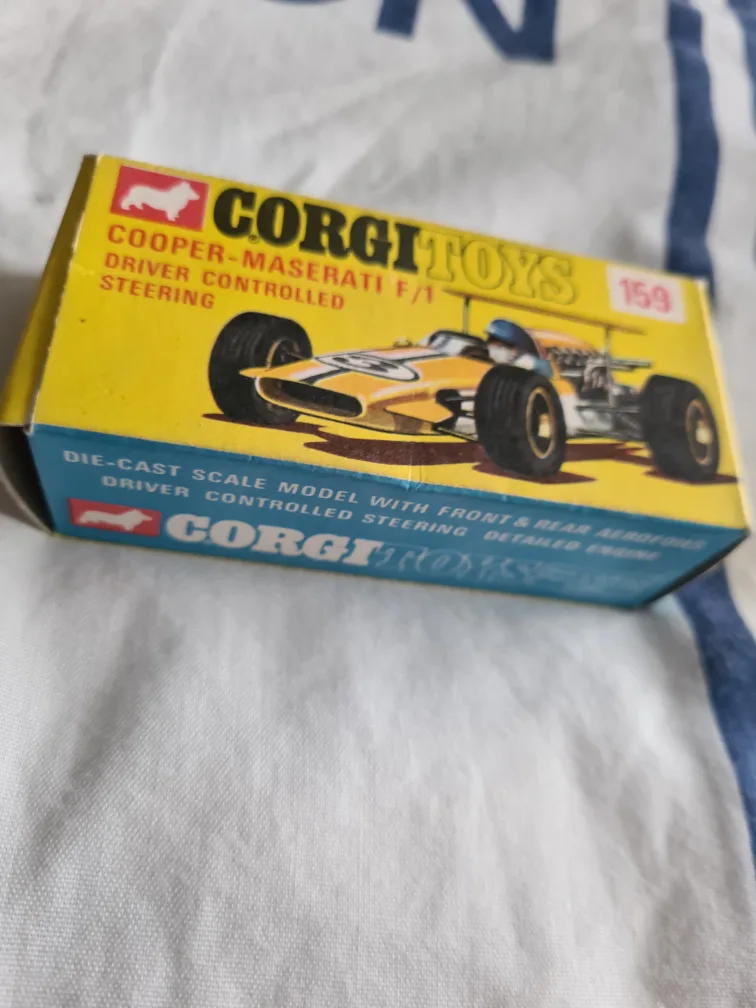 CORGI TOYS
COOPER-MASERATI F/1
DRIVER CONTROLLED
STEERING
159
DIE-CAST SCALE MODEL WITH FRONT & REAR AEROFOILS
DRIVER CONTROLLED STEERING DETAILED ENGINE
CORGI TOYS